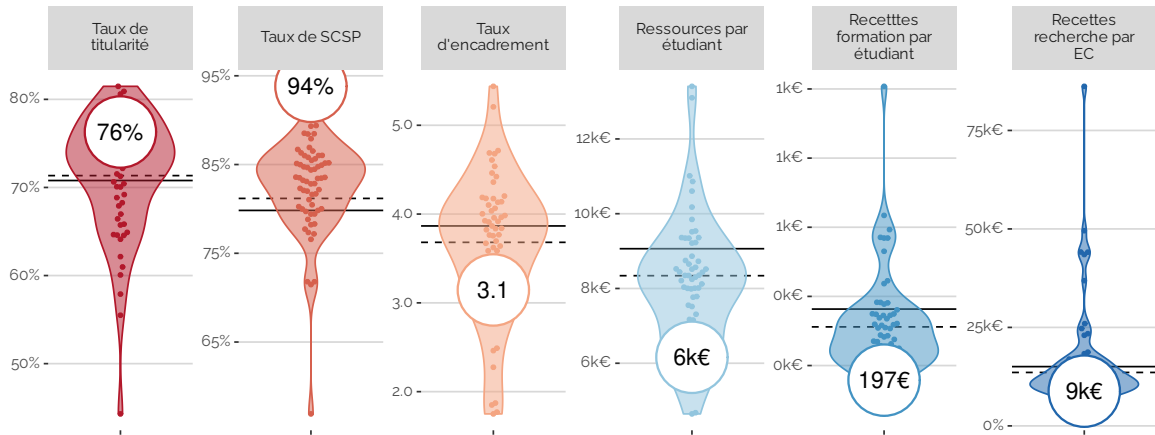 Taux de
titularité
Taux de SCSP
Taux
d'encadrement
Ressources par
étudiant
Recetttes
formation par
étudiant
Recettes
recherche par
EC
80%
70%
60%
50%
76%
95%
85%
75%
65%
94%
5.0
4.0
3.0
2.0
3.1
12k€
10k€
8k€
6k€
6k€
1k€
1k€
1k€
0k€
0k€
197€
75k€
50k€
25k€
0%
9k€